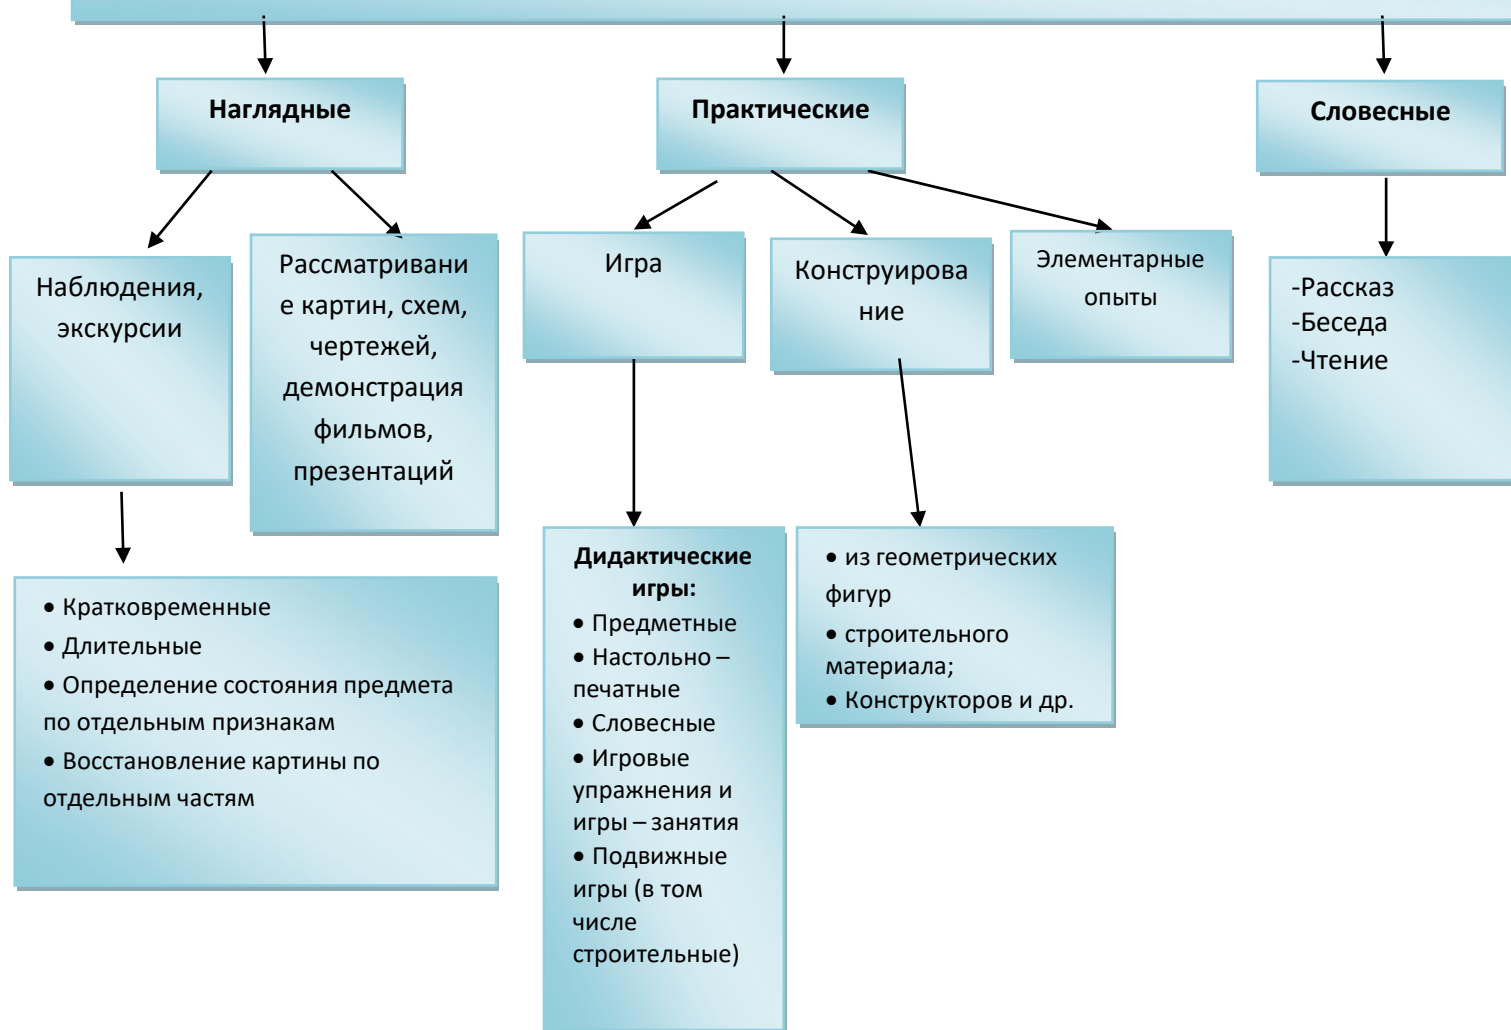 Наглядные
Практические
Словесные
Наблюдения,
экскурсии
Рассматривани
е картин, схем,
чертежей,
демонстрация
фильмов,
презентаций
Игра
Конструирова
ние
Элементарные
опыты
-Рассказ
-Беседа
-Чтение
• Кратковременные
• Длительные
• Определение состояния предмета
по отдельным признакам
• Восстановление картины по
отдельным частям
Дидактические
игры:
• Предметные
• Настольно –
печатные
• Словесные
• Игровые
упражнения и
игры – занятия
• Подвижные
игры (в том
числе
строительные)
• из геометрических
фигур
• строительного
материала;
• Конструкторов и др.